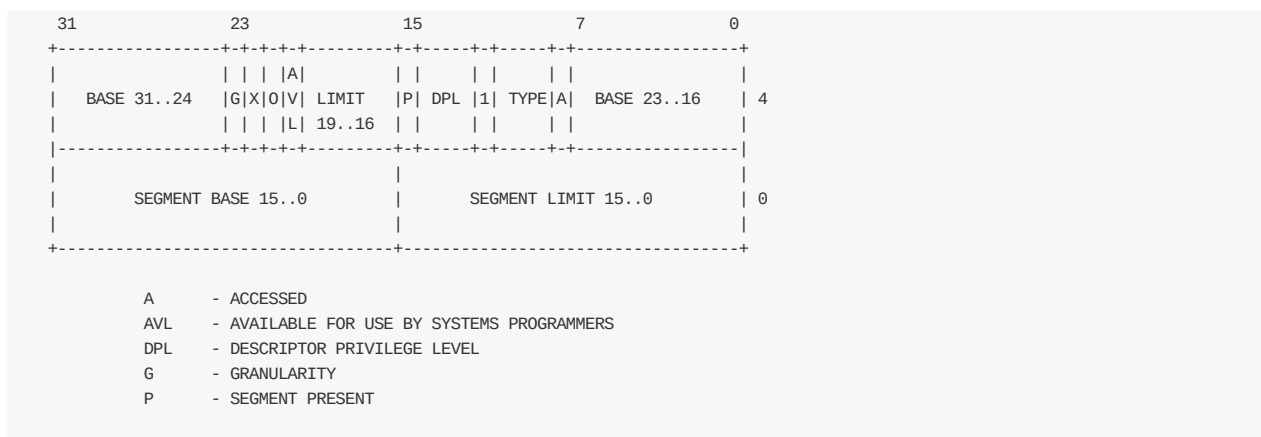 31                23                15               7               0
+-----------------+-+-+-+-+---------+-+-----+-+-----+-+-----------------+
|                 | | | |A|         | |     | |     | |                 |
|   BASE 31..24   |G|X|O|V| LIMIT   |P| DPL |1| TYPE|A|  BASE 23..16    | 4
|                 | | | |L| 19..16  | |     | |     | |                 |
|-----------------+-+-+-+-+---------+-+-----+-+-----+-+-----------------|
|                                   |                                   |
|        SEGMENT BASE 15..0         |       SEGMENT LIMIT 15..0         | 0
|                                   |                                   |
+-----------------------------------+-----------------------------------+
A      - ACCESSED
AVL    - AVAILABLE FOR USE BY SYSTEMS PROGRAMMERS
DPL    - DESCRIPTOR PRIVILEGE LEVEL
G      - GRANULARITY
P      - SEGMENT PRESENT